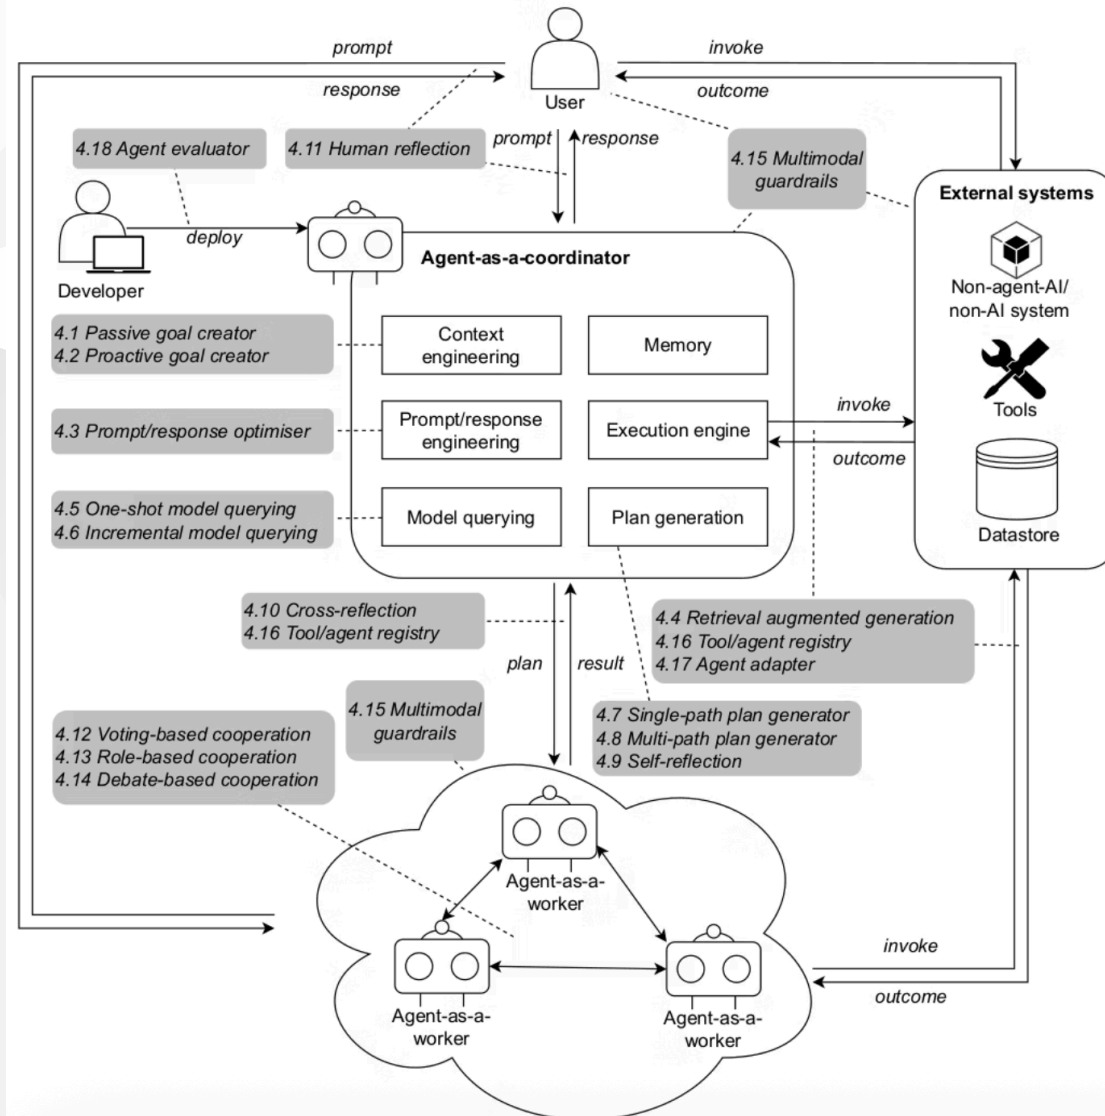 prompt
response
User
invoke
outcome
4.18 Agent evaluator
4.11 Human reflection
prompt
response
4.15 Multimodal
guardrails
External systems
Non-agent-AI/
non-AI system
Tools
Datastore
deploy
Developer
Agent-as-a-coordinator
4.1 Passive goal creator
4.2 Proactive goal creator
Context
engineering
Memory
4.3 Prompt/response optimiser
Prompt/response
engineering
Execution engine
invoke
outcome
4.5 One-shot model querying
4.6 Incremental model querying
Model querying
Plan generation
4.10 Cross-reflection
4.16 Tool/agent registry
plan
result
4.4 Retrieval augmented generation
4.16 Tool/agent registry
4.17 Agent adapter
4.15 Multimodal
guardrails
4.7 Single-path plan generator
4.8 Multi-path plan generator
4.9 Self-reflection
4.12 Voting-based cooperation
4.13 Role-based cooperation
4.14 Debate-based cooperation
Agent-as-a-
worker
Agent-as-a-
worker
Agent-as-a-
worker
invoke
outcome